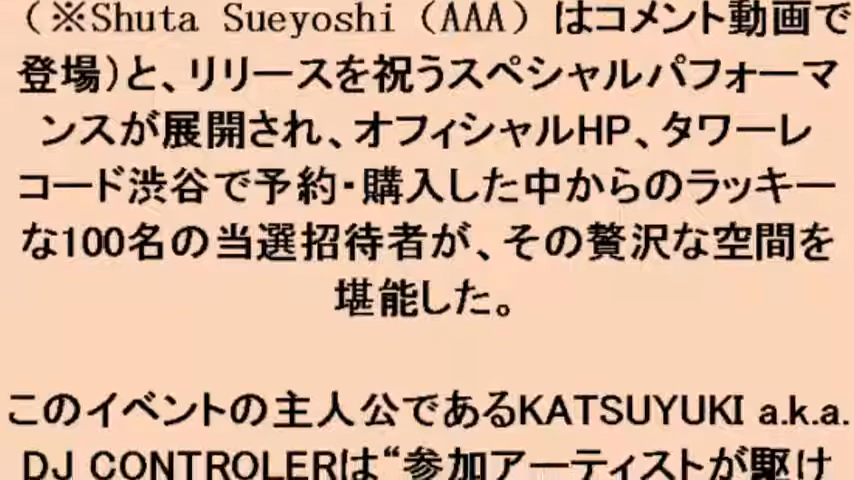 （※Shuta Sueyoshi（AAA）はコメント動画で
登場)と、リリースを祝うスペシャルパフォーマ
ンスが展開され、オフィシャルHP、タワーレ
コード渋谷で予約・購入した中からのラッキー
な100名の当選招待者が、その贅沢な空間を
堪能した。
このイベントの主人公であるKATSUYUKI a.k.a.
DJ CONTROLERは“参加アーティストが駆け